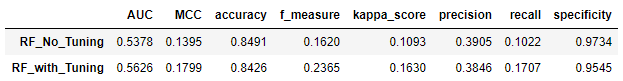 AUC MCC accuracy f_measure kappa_score precision recall specificity
RF_No_Tuning 0.5378 0.1395 0.8491 0.1620 0.1093 0.3905 0.1022 0.9734
RF_with_Tuning 0.5626 0.1799 0.8426 0.2365 0.1630 0.3846 0.1707 0.9545